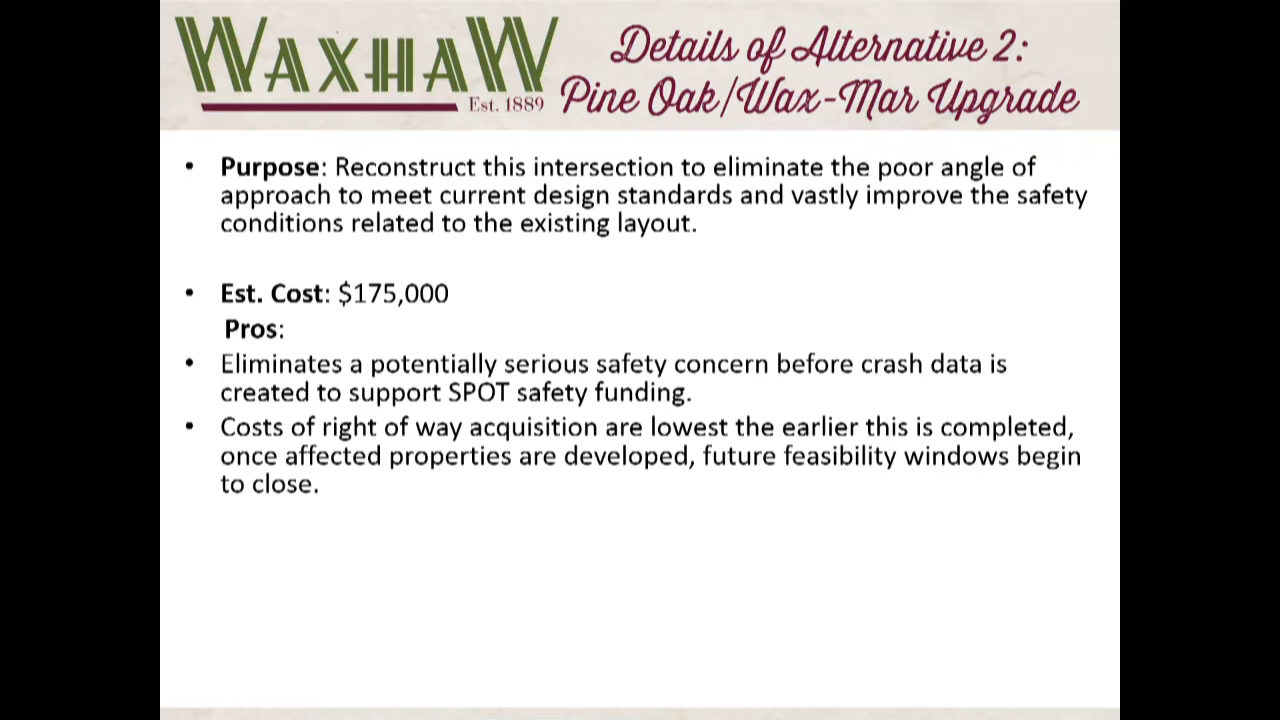 WAXHAW
Est. 1889
Details of Alternative 2:
Pine Oak/Wax-Mar Upgrade
• Purpose: Reconstruct this intersection to eliminate the poor angle of
approach to meet current design standards and vastly improve the safety
conditions related to the existing layout.
• Est. Cost: $175,000
Pros:
• Eliminates a potentially serious safety concern before crash data is
created to support SPOT safety funding.
• Costs of right of way acquisition are lowest the earlier this is completed,
once affected properties are developed, future feasibility windows begin
to close.